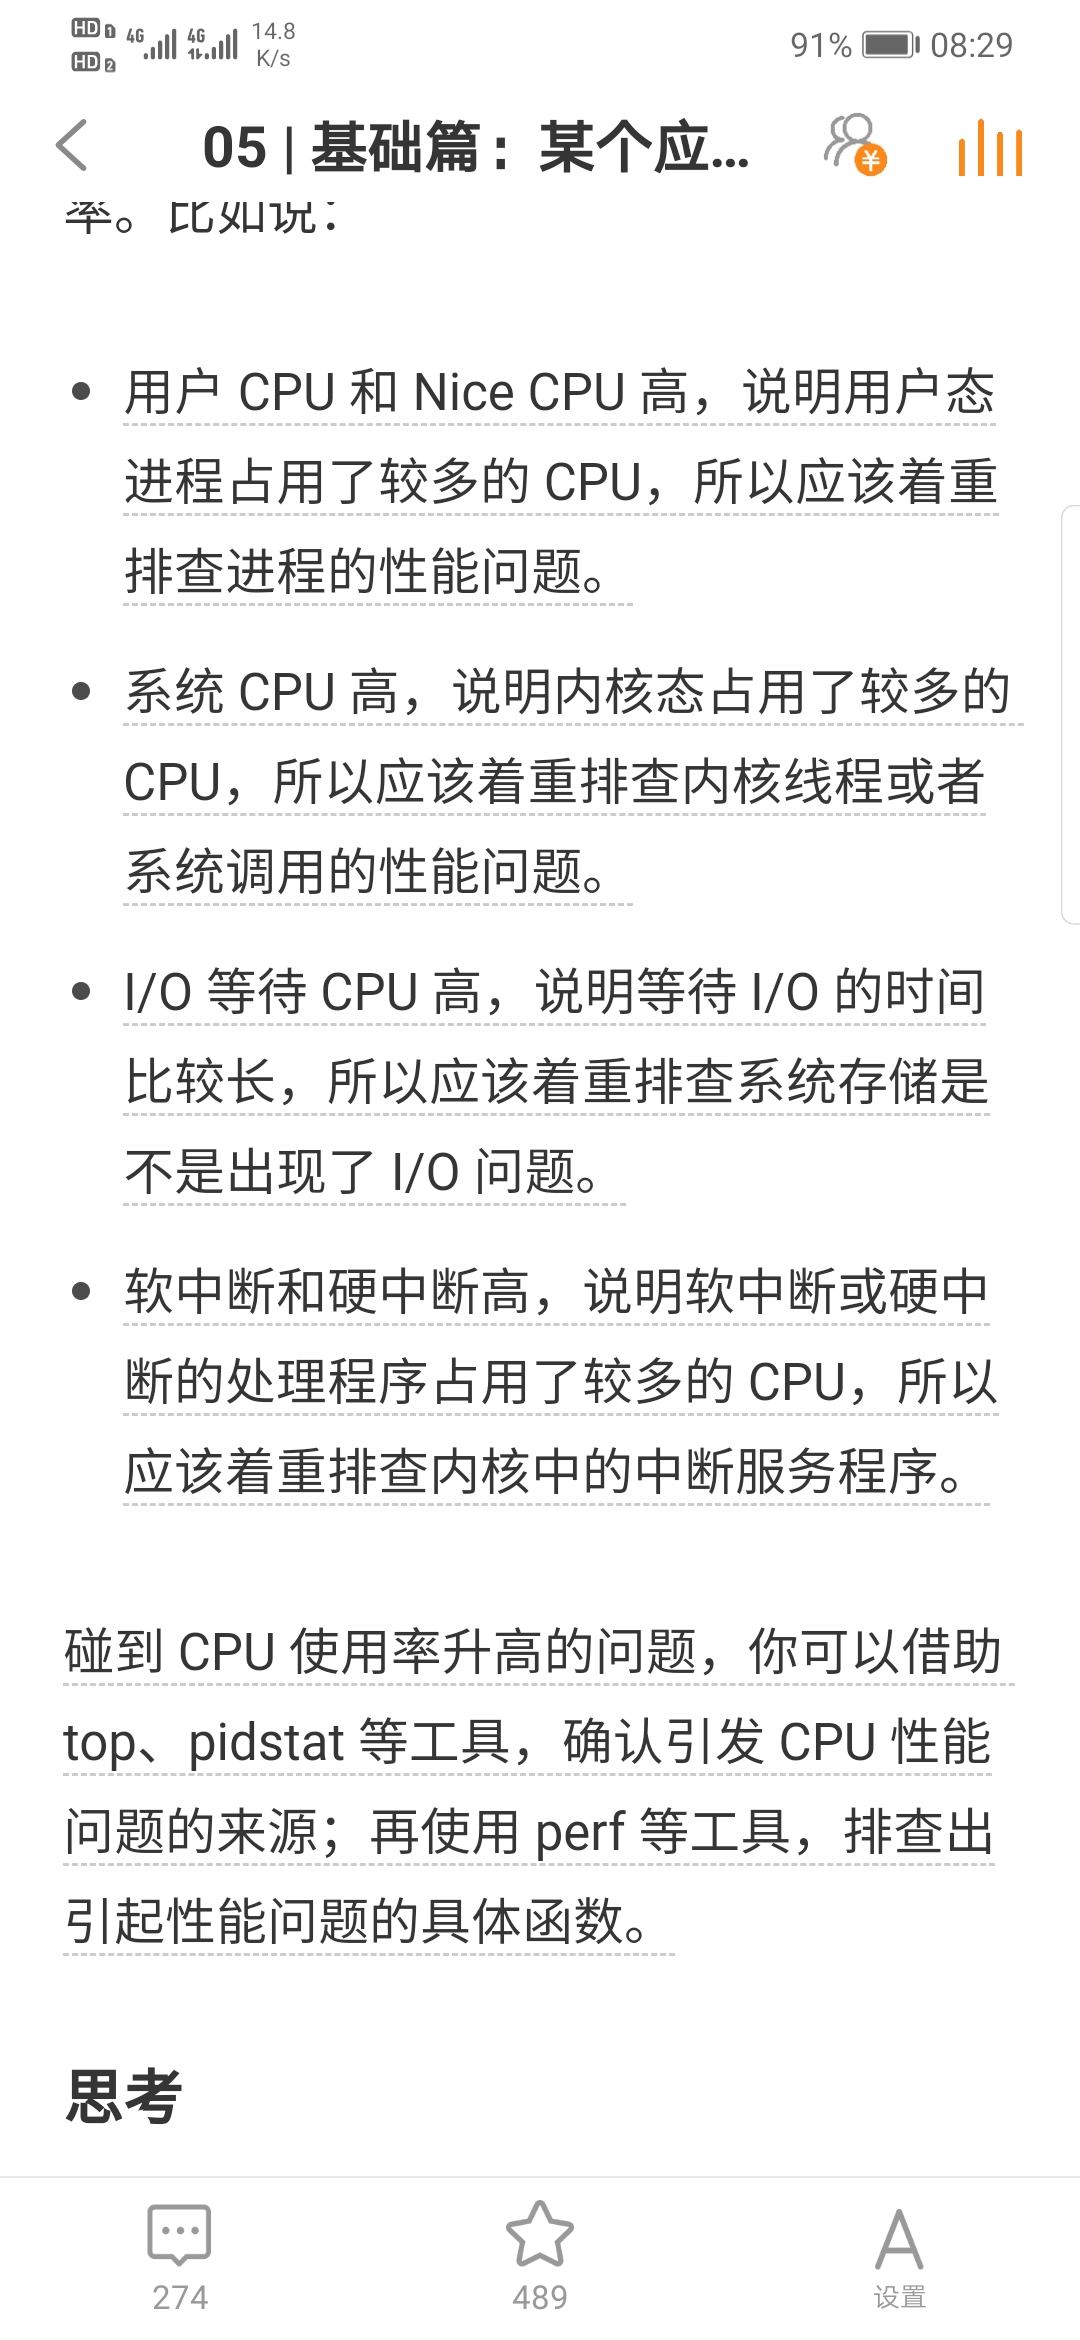 HD 1 4G 4G 14.8
HD 2 K/s
91% 08:29
05 | 基础篇：某个应...
率。比如说：
用户 CPU 和 Nice CPU 高，说明用户态
进程占用了较多的 CPU，所以应该着重
排查进程的性能问题。
系统 CPU 高，说明内核态占用了较多的
CPU，所以应该着重排查内核线程或者
系统调用的性能问题。
I/O 等待 CPU 高，说明等待 I/O 的时间
比较长，所以应该着重排查系统存储是
不是出现了 I/O 问题。
软中断和硬中断高，说明软中断或硬中
断的处理程序占用了较多的 CPU，所以
应该着重排查内核中的中断服务程序。
碰到 CPU 使用率升高的问题，你可以借助
top、pidstat 等工具，确认引发 CPU 性能
问题的来源；再使用 perf 等工具，排查出
引起性能问题的具体函数。
思考
274
489
设置